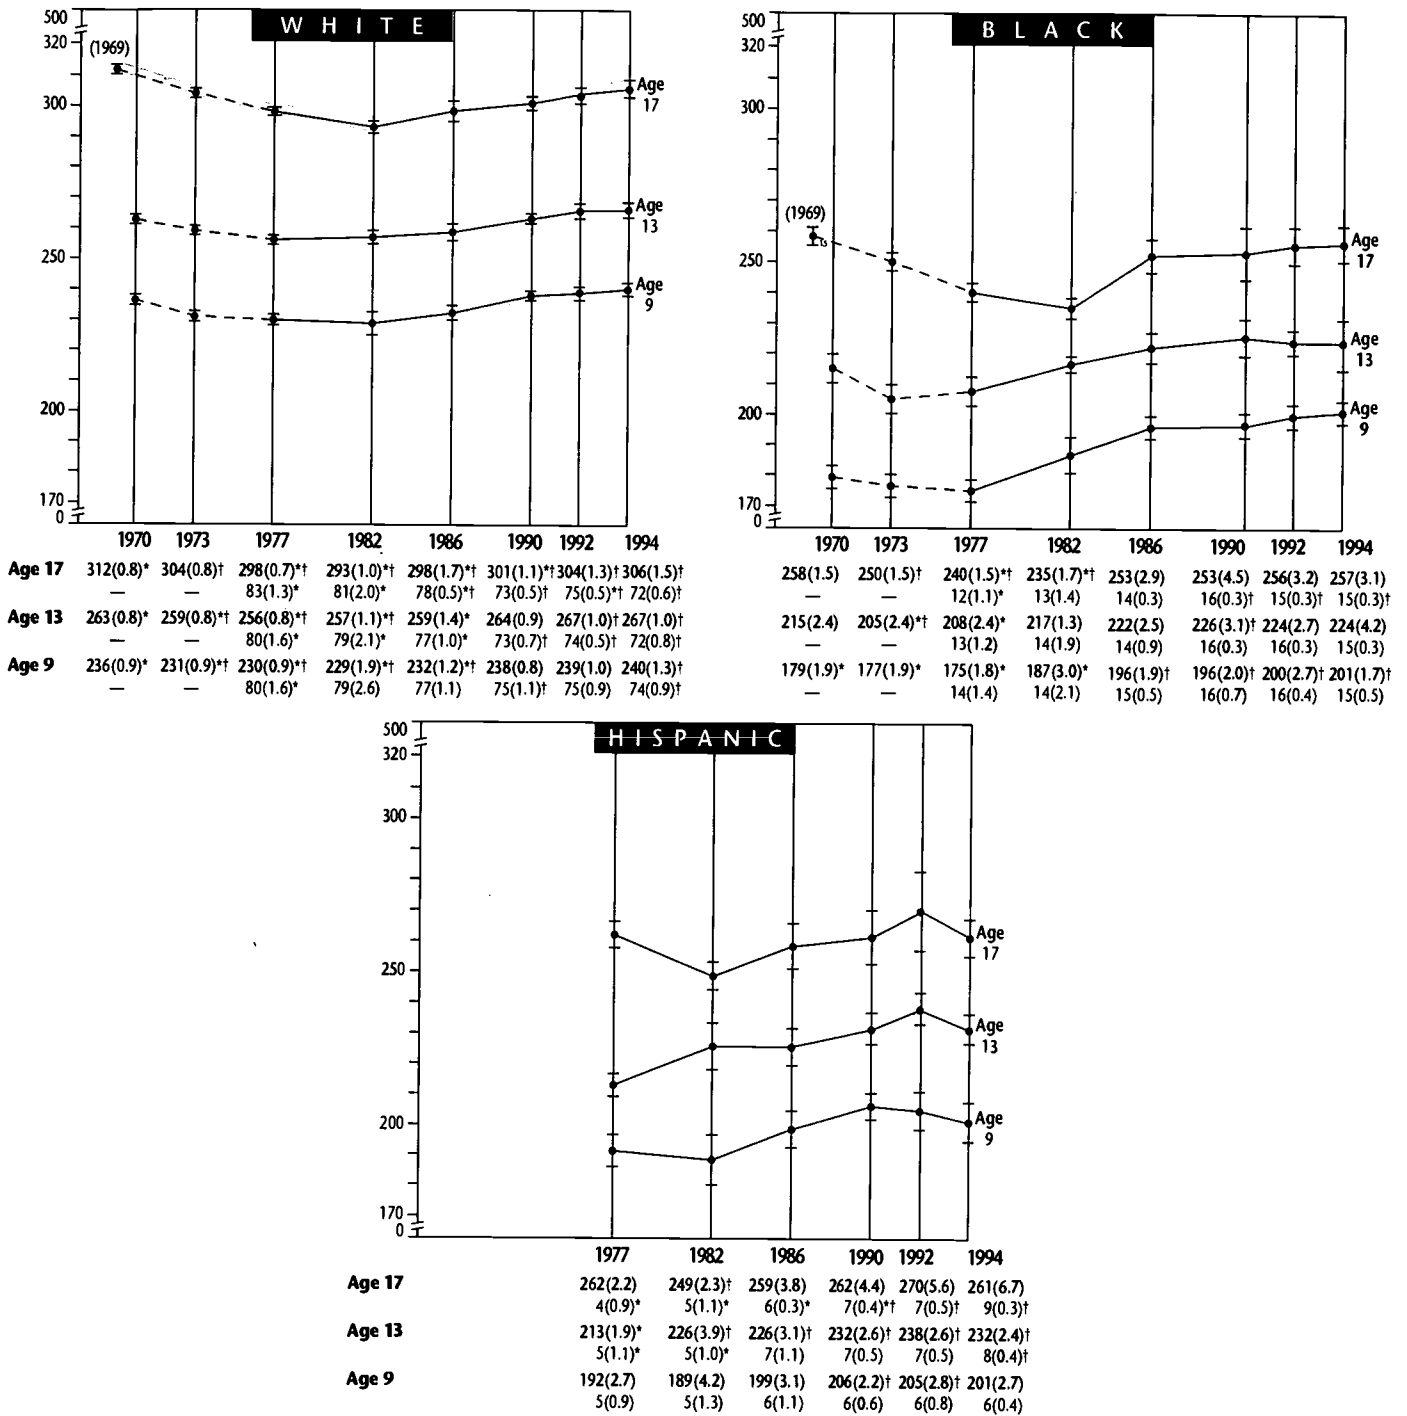 WHITE
500
320
300
250
200
170
0
(1969)
Age
17
Age
13
Age
9
1970 1973 1977 1982 1986 1990 1992 1994
Age 17 312(0.8)* 304(0.8)† 298(0.7)*† 293(1.0)*† 298(1.7)*† 301(1.1)*† 304(1.3)† 306(1.5)†
— — 83(1.3)* 81(2.0)* 78(0.5)*† 73(0.5)† 75(0.5)*† 72(0.6)†
Age 13 263(0.8)* 259(0.8)*† 256(0.8)*† 257(1.1)*† 259(1.4)* 264(0.9) 267(1.0)† 267(1.0)†
— — 80(1.6)* 79(2.1)* 77(1.0)* 73(0.7)† 74(0.5)† 72(0.8)†
Age 9 236(0.9)* 231(0.9)*† 230(0.9)*† 229(1.9)*† 232(1.2)*† 238(0.8) 239(1.0) 240(1.3)†
— — 80(1.6)* 79(2.6) 77(1.1) 75(1.1)† 75(0.9) 74(0.9)†
BLACK
500
320
300
250
200
170
0
(1969)
Age
17
Age
13
Age
9
1970 1973 1977 1982 1986 1990 1992 1994
258(1.5) 250(1.5)† 240(1.5)*† 235(1.7)*† 253(2.9) 253(4.5) 256(3.2) 257(3.1)
— — 12(1.1)* 13(1.4) 14(0.3) 16(0.3)† 15(0.3)† 15(0.3)†
215(2.4) 205(2.4)*† 208(2.4)* 217(1.3) 222(2.5) 226(3.1)† 224(2.7) 224(4.2)
— — 13(1.2) 14(1.9) 14(0.9) 16(0.3) 16(0.3) 15(0.3)
179(1.9)* 177(1.9)* 175(1.8)* 187(3.0)* 196(1.9)† 196(2.0)† 200(2.7)† 201(1.7)†
— — 14(1.4) 14(2.1) 15(0.5) 16(0.7) 16(0.4) 15(0.5)
HISPANIC
500
320
300
250
200
170
0
Age
17
Age
13
Age
9
1977 1982 1986 1990 1992 1994
Age 17 262(2.2) 249(2.3)† 259(3.8) 262(4.4) 270(5.6) 261(6.7)
4(0.9)* 5(1.1)* 6(0.3)* 7(0.4)*† 7(0.5)† 9(0.3)†
Age 13 213(1.9)* 226(3.9)† 226(3.1)† 232(2.6)† 238(2.6)† 232(2.4)†
5(1.1)* 5(1.0)* 7(1.1) 7(0.5) 7(0.5) 8(0.4)†
Age 9 192(2.7) 189(4.2) 199(3.1) 206(2.2)† 205(2.8)† 201(2.7)
5(0.9) 5(1.3) 6(1.1) 6(0.6) 6(0.8) 6(0.4)